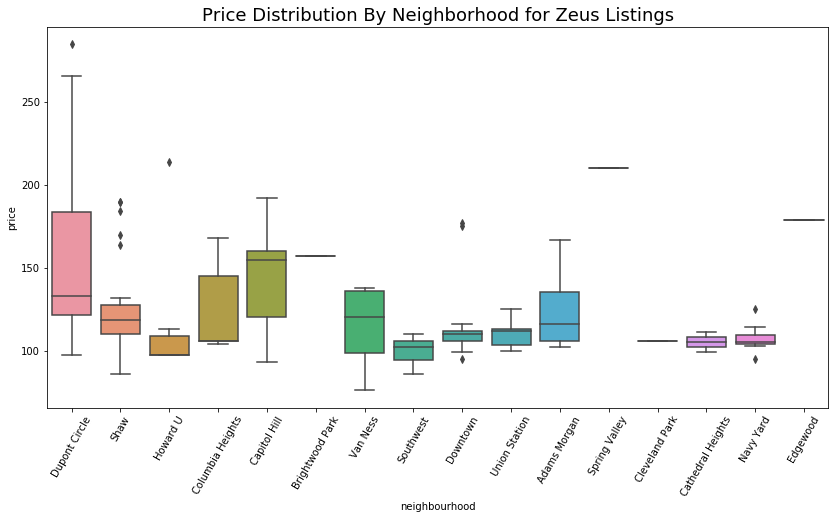 Price Distribution By Neighborhood for Zeus Listings
price
250
200
150
100
Dupont Circle
Shaw
Howard U
Columbia Heights
Capitol Hill
Brightwood Park
Van Ness
Southwest
Downtown
Union Station
Adams Morgan
Spring Valley
Cleveland Park
Cathedral Heights
Navy Yard
Edgewood
neighbourhood